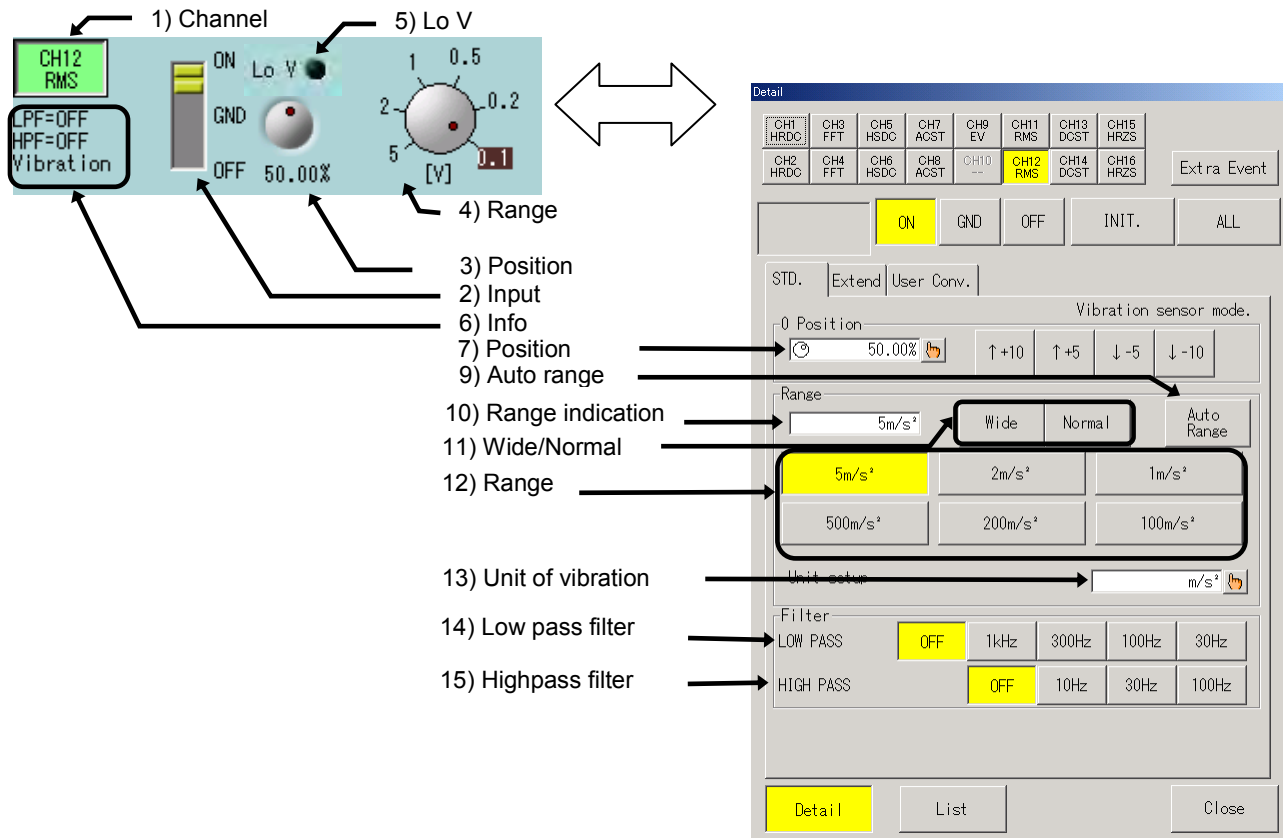 1) Channel
5) Lo V
CH12
RMS
LPF=OFF
HPF=OFF
Vibration
ON
GND
OFF
Lo V
50.00%
5
2
1
0.5
0.2
0.1
[V]
4) Range
3) Position
2) Input
6) Info
7) Position
9) Auto range
10) Range indication
11) Wide/Normal
12) Range
13) Unit of vibration
14) Low pass filter
15) Highpass filter
Detail
CH1 HRDC
CH3 FFT
CH5 HSDC
CH7 ACST
CH9 EV
CH11 RMS
CH13 DCST
CH15 HRZS
CH2 HRDC
CH4 FFT
CH6 HSDC
CH8 ACST
CH10 --
CH12 RMS
CH14 DCST
CH16 HRZS
Extra Event
ON GND OFF INIT. ALL
STD. Extend User Conv.
Vibration sensor mode.
0 Position
50.00% ↑+10 ↑+5 ↓-5 ↓-10
Range
5m/s² Wide Normal Auto Range
5m/s² 2m/s² 1m/s²
500m/s² 200m/s² 100m/s²
Unit setup m/s²
Filter
LOW PASS OFF 1kHz 300Hz 100Hz 30Hz
HIGH PASS OFF 10Hz 30Hz 100Hz
Detail List Close